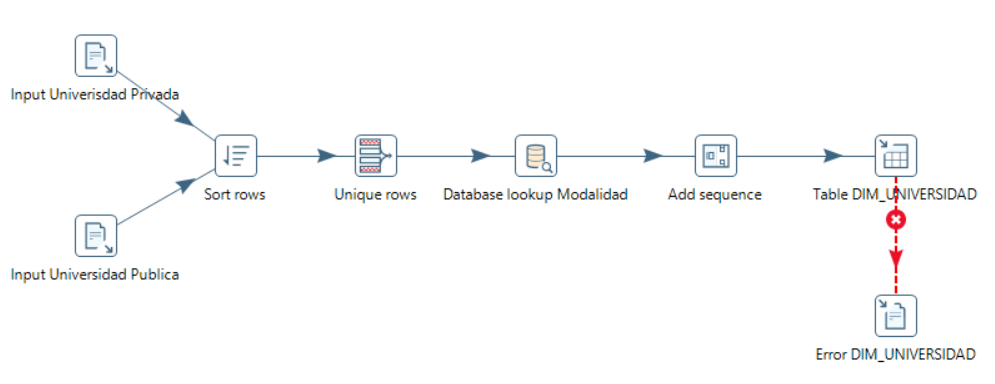 Input Univerisdad Privada
Sort rows
Unique rows
Database lookup Modalidad
Add sequence
Table DIM_UNIVERSIDAD
Input Universidad Publica
Error DIM_UNIVERSIDAD